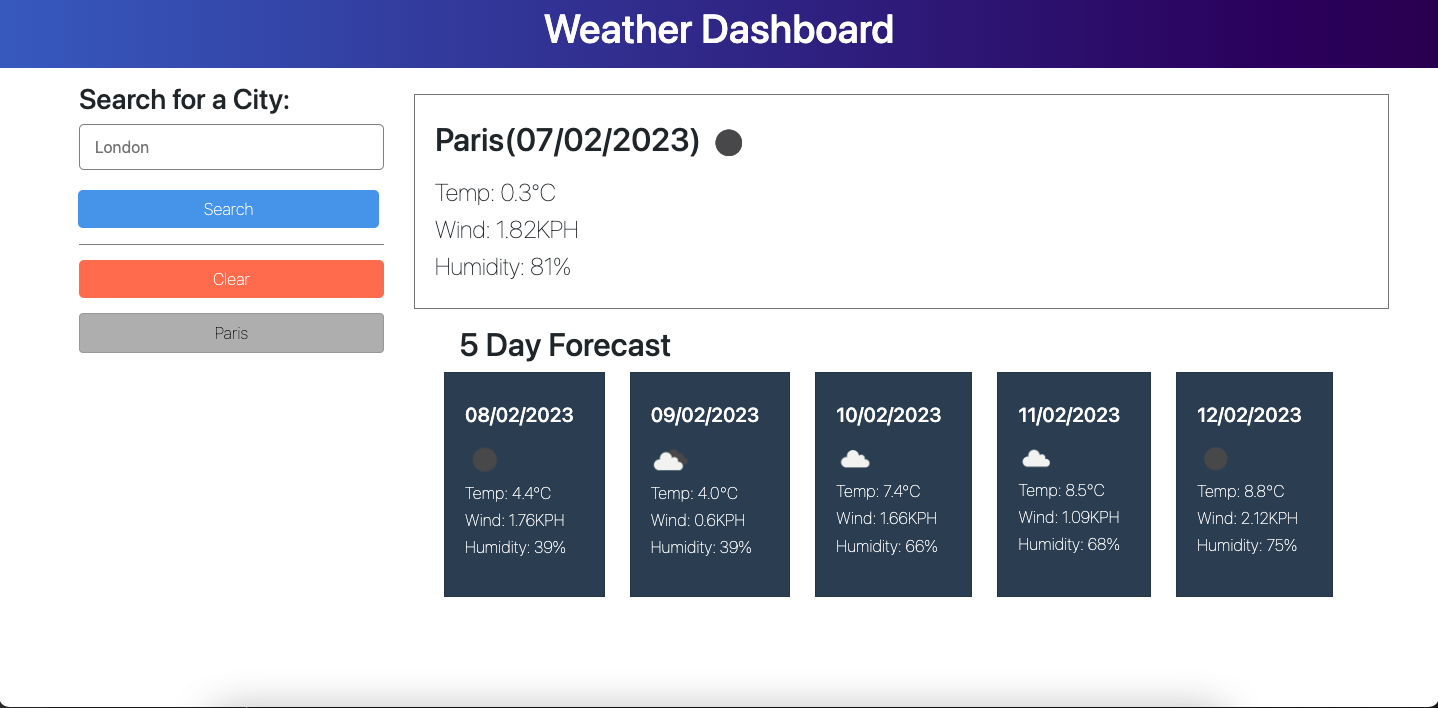 Weather Dashboard
Search for a City:
London
Search
Clear
Paris
Paris(07/02/2023)
Temp: 0.3°C
Wind: 1.82KPH
Humidity: 81%
5 Day Forecast
08/02/2023
Temp: 4.4°C
Wind: 1.76KPH
Humidity: 39%
09/02/2023
Temp: 4.0°C
Wind: 0.6KPH
Humidity: 39%
10/02/2023
Temp: 7.4°C
Wind: 1.66KPH
Humidity: 66%
11/02/2023
Temp: 8.5°C
Wind: 1.09KPH
Humidity: 68%
12/02/2023
Temp: 8.8°C
Wind: 2.12KPH
Humidity: 75%